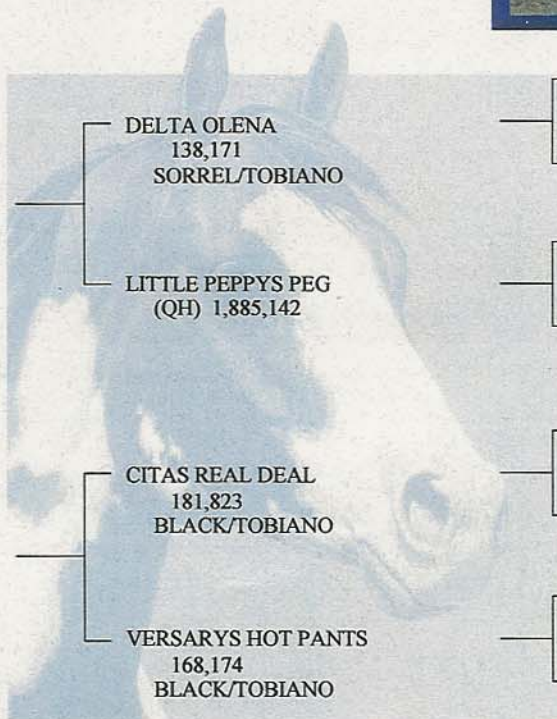 DELTA OLENA
138,171
SORREL/TOBIANO
LITTLE PEPPYS PEG
(QH) 1,885,142
CITAS REAL DEAL
181,823
BLACK/TOBIANO
VERSARYS HOT PANTS
168,174
BLACK/TOBIANO